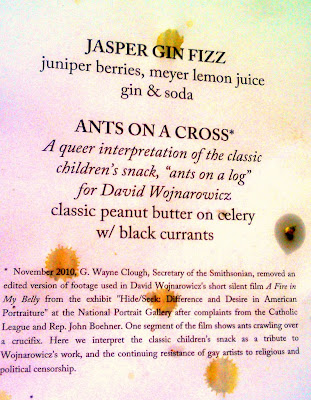 JASPER GIN FIZZ
juniper berries, meyer lemon juice
gin & soda
ANTS ON A CROSS*
A queer interpretation of the classic
children's snack, "ants on a log"
for David Wojnarowicz
classic peanut butter on celery
w/ black currants
* November 2010, G. Wayne Clough, Secretary of the Smithsonian, removed an
edited version of footage used in David Wojnarowicz's short silent film A Fire in
My Belly from the exhibit "Hide/Seek: Difference and Desire in American
Portraiture" at the National Portrait Gallery after complaints from the Catholic
League and Rep. John Boehner. One segment of the film shows ants crawling over
a crucifix. Here we interpret the classic children's snack as a tribute to
Wojnarowicz's work, and the continuing resistance of gay artists to religious and
political censorship.